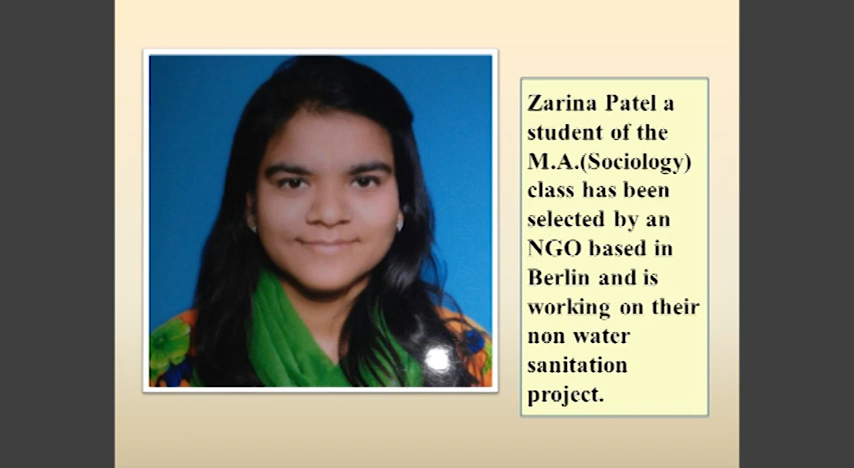 Zarina Patel a
student of the
M.A.(Sociology)
class has been
selected by an
NGO based in
Berlin and is
working on their
non water
sanitation
project.